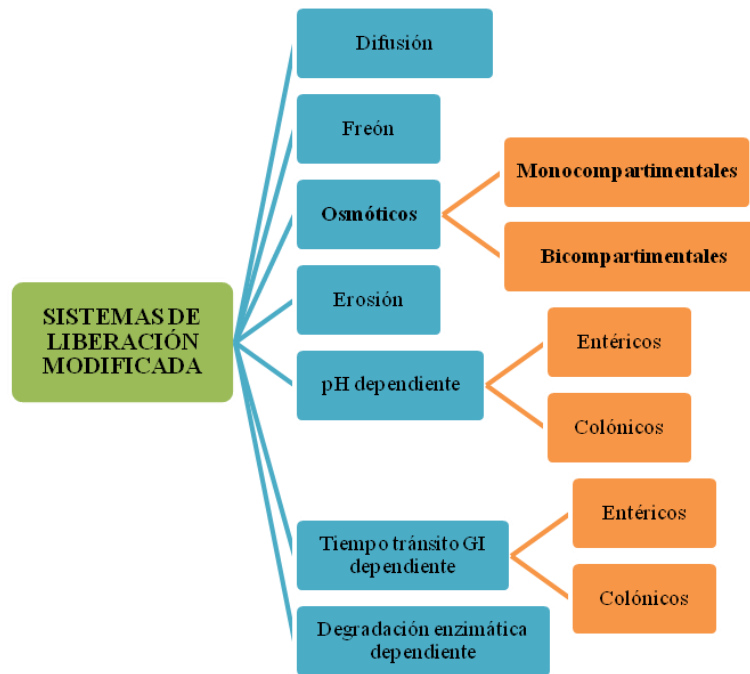 SISTEMAS DE
LIBERACIÓN
MODIFICADA
Difusión
Freón
Osmóticos
Monocompartimentales
Bicompartimentales
Erosión
pH dependiente
Entéricos
Colónicos
Tiempo tránsito GI
dependiente
Entéricos
Colónicos
Degradación enzimática
dependiente